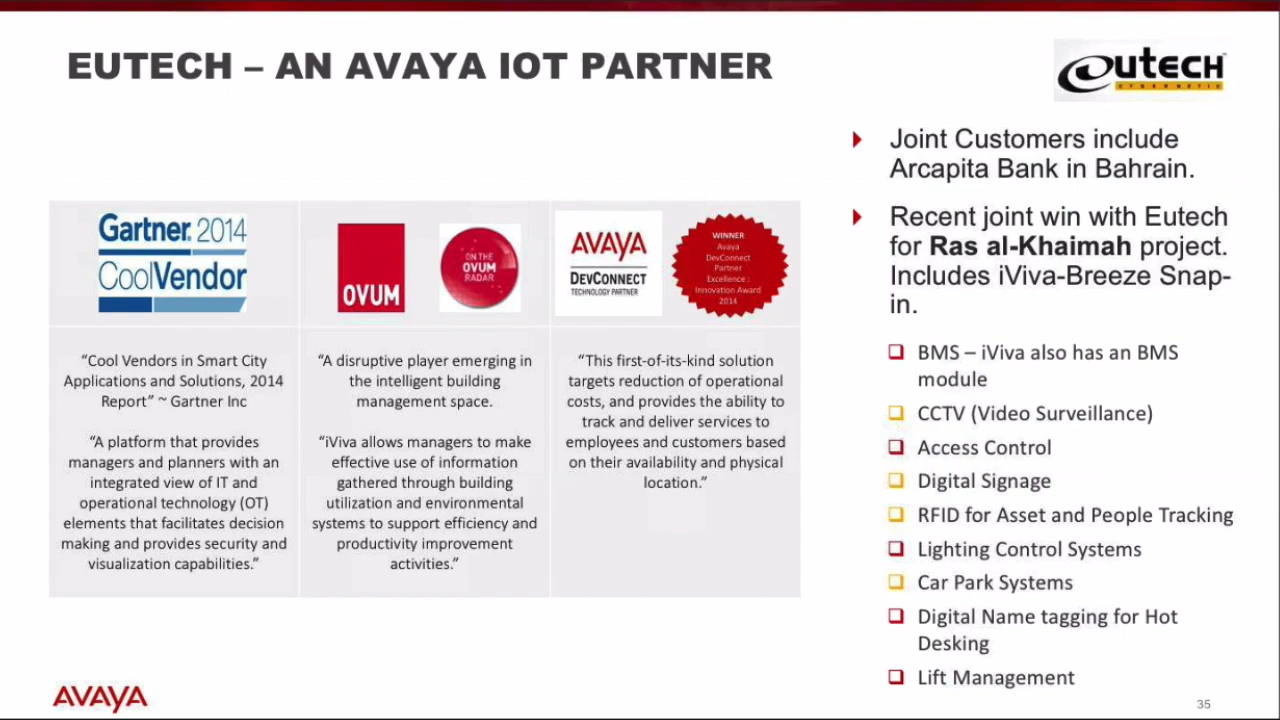 EUTECH – AN AVAYA IOT PARTNER
eutech
CYBERNETIC
Gartner 2014
CoolVendor
OVUM
ON THE
OVUM
RADAR
AVAYA
DEVCONNECT
TECHNOLOGY PARTNER
WINNER
Avaya
DevConnect
Partner
Excellence :
Innovation Award
2014
“Cool Vendors in Smart City
Applications and Solutions, 2014
Report” ~ Gartner Inc
“A platform that provides
managers and planners with an
integrated view of IT and
operational technology (OT)
elements that facilitates decision
making and provides security and
visualization capabilities.”
“A disruptive player emerging in
the intelligent building
management space.
“iViva allows managers to make
effective use of information
gathered through building
utilization and environmental
systems to support efficiency and
productivity improvement
activities.”
“This first-of-its-kind solution
targets reduction of operational
costs, and provides the ability to
track and deliver services to
employees and customers based
on their availability and physical
location.”
Joint Customers include
Arcapita Bank in Bahrain.
Recent joint win with Eutech
for Ras al-Khaimah project.
Includes iViva-Breeze Snap-
in.
BMS – iViva also has an BMS
module
CCTV (Video Surveillance)
Access Control
Digital Signage
RFID for Asset and People Tracking
Lighting Control Systems
Car Park Systems
Digital Name tagging for Hot
Desking
Lift Management
AVAYA
35